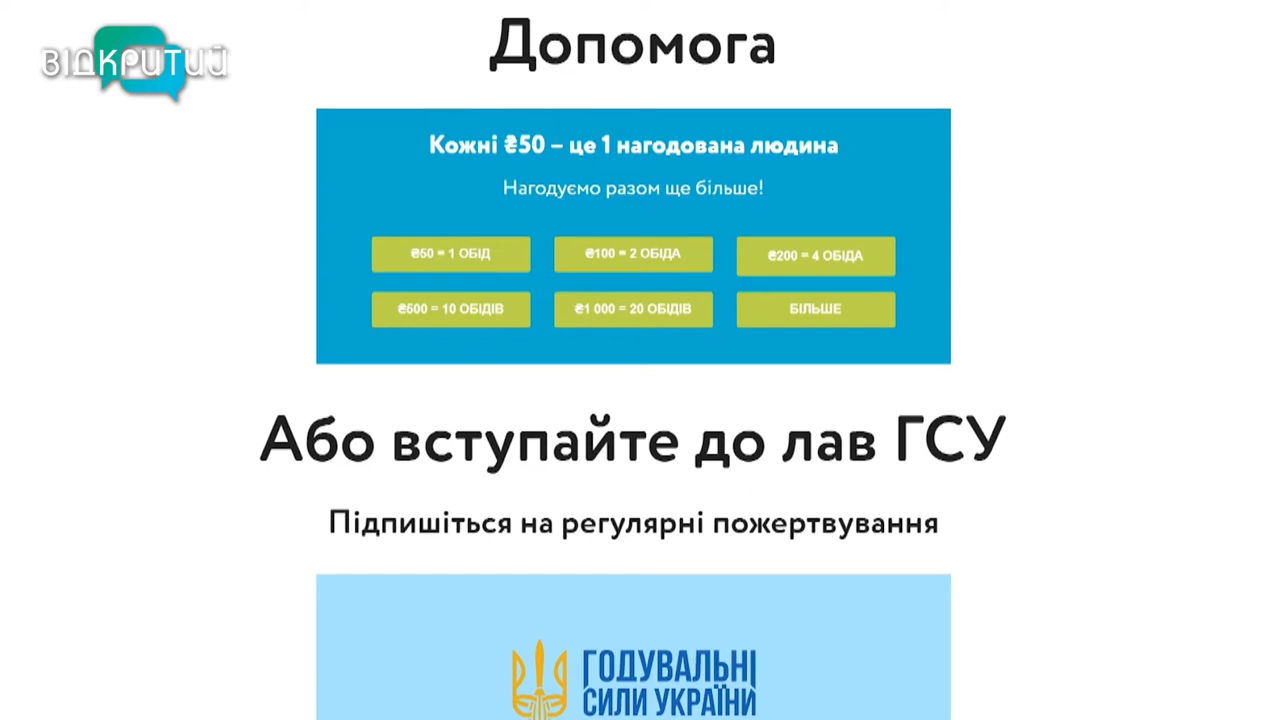 ВІДКРИТИЙ
Допомога
Кожні ₴50 – це 1 нагодована людина
Нагодуємо разом ще більше!
₴50 = 1 ОБІД
₴100 = 2 ОБІДА
₴200 = 4 ОБІДА
₴500 = 10 ОБІДІВ
₴1 000 = 20 ОБІДІВ
БІЛЬШЕ
Або вступайте до лав ГСУ
Підпишіться на регулярні пожертвування
ГОДУВАЛЬНІ
СИЛИ УКРАЇНИ